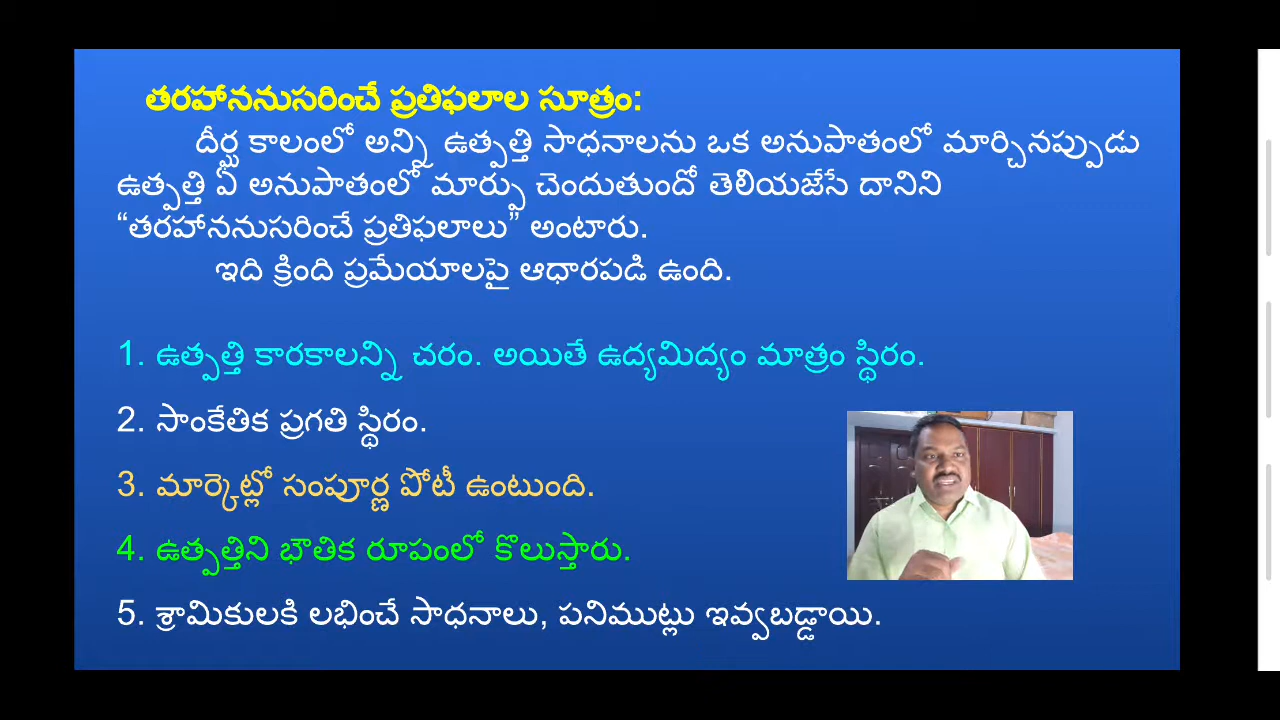 తరహాననుసరించే ప్రతిఫలాల సూత్రం:
దీర్ఘ కాలంలో అన్ని ఉత్పత్తి సాధనాలను ఒక అనుపాతంలో మార్చినప్పుడు
ఉత్పత్తి ఏ అనుపాతంలో మార్పు చెందుతుందో తెలియజేసే దానిని
“తరహాననుసరించే ప్రతిఫలాలు” అంటారు.
ఇది క్రింది ప్రమేయాలపై ఆధారపడి ఉంది.
1. ఉత్పత్తి కారకాలన్ని చరం. అయితే ఉద్యమిద్యం మాత్రం స్థిరం.
2. సాంకేతిక ప్రగతి స్థిరం.
3. మార్కెట్లో సంపూర్ణ పోటీ ఉంటుంది.
4. ఉత్పత్తిని భౌతిక రూపంలో కొలుస్తారు.
5. శ్రామికులకి లభించే సాధనాలు, పనిముట్లు ఇవ్వబడ్డాయి.